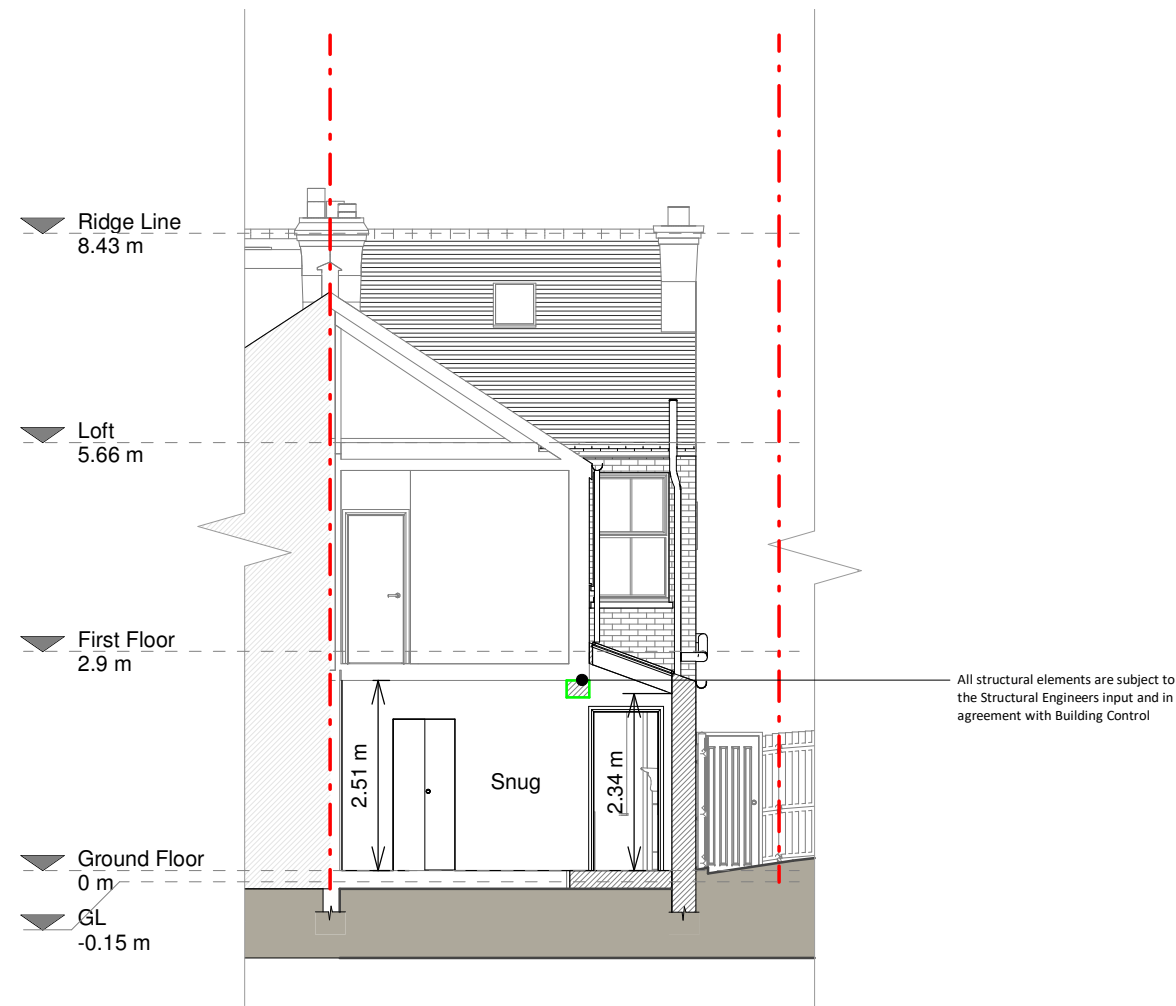 Ridge Line
8.43 m
Loft
5.66 m
First Floor
2.9 m
All structural elements are subject to
the Structural Engineers input and in
agreement with Building Control
2.51 m
Snug
2.34 m
Ground Floor
0 m
GL
-0.15 m